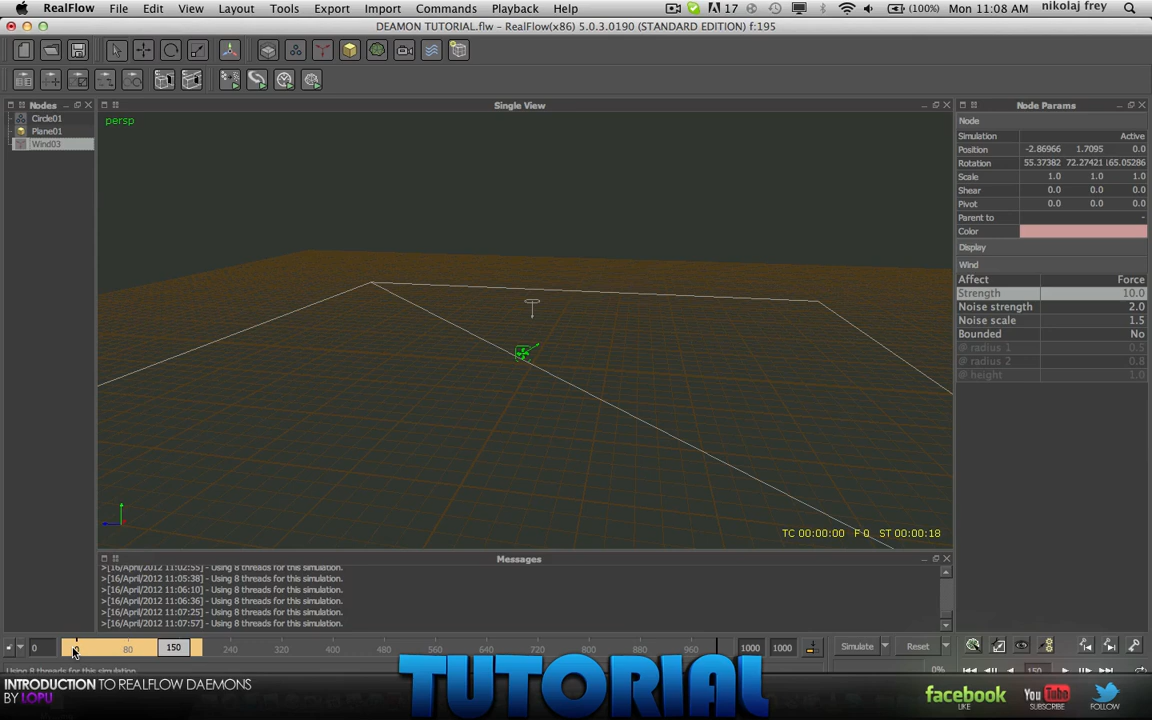 RealFlow File Edit View Layout Tools Export Import Commands Playback Help 17 (100%) Mon 11:08 AM nikolaj frey
DEAMON TUTORIAL.flw - RealFlow(x86) 5.0.3.0190 (STANDARD EDITION) f:195
Nodes
Circle01
Plane01
Wind03
Single View
persp
TC 00:00:00 F 0 ST 00:00:18
Node Params
Node
Simulation Active
Position -2.86966 1.7095 0.0
Rotation 55.37382 72.27421 165.05286
Scale 1.0 1.0 1.0
Shear 0.0 0.0 0.0
Pivot 0.0 0.0 0.0
Parent to -
Color
Display
Wind
Affect Force
Strength 10.0
Noise strength 2.0
Noise scale 1.5
Bounded No
@ radius 1 0.5
@ radius 2 0.8
@ height 1.0
Messages
>[16/April/2012 11:02:55] - Using 8 threads for this simulation.
>[16/April/2012 11:05:38] - Using 8 threads for this simulation.
>[16/April/2012 11:06:10] - Using 8 threads for this simulation.
>[16/April/2012 11:06:36] - Using 8 threads for this simulation.
>[16/April/2012 11:07:25] - Using 8 threads for this simulation.
>[16/April/2012 11:07:57] - Using 8 threads for this simulation.
0 80 150 240 320 400 480 560 640 720 800 880 960 1000 1000 Simulate Reset
Using 8 threads for this simulation. 0% 150
INTRODUCTION TO REALFLOW DAEMONS
BY LOPU
TUTORIAL
facebook
LIKE
YouTube
SUBSCRIBE
twitter
FOLLOW